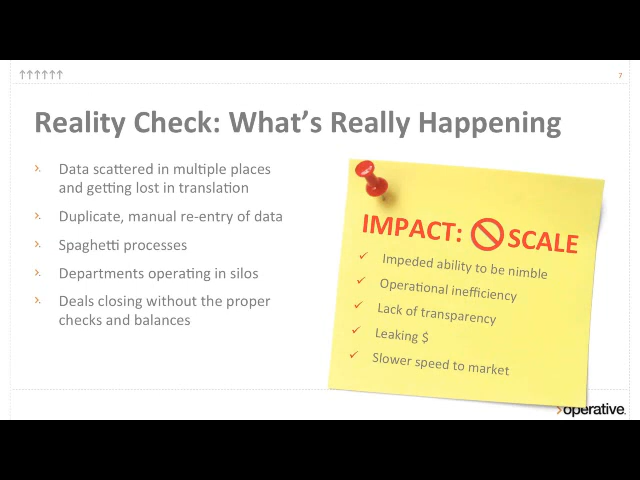 ↑↑↑↑↑↑
7
Reality Check: What's Really Happening
Data scattered in multiple places
and getting lost in translation
Duplicate, manual re-entry of data
Spaghetti processes
Departments operating in silos
Deals closing without the proper
checks and balances
IMPACT: SCALE
Impeded ability to be nimble
Operational inefficiency
Lack of transparency
Leaking $
Slower speed to market
operative.